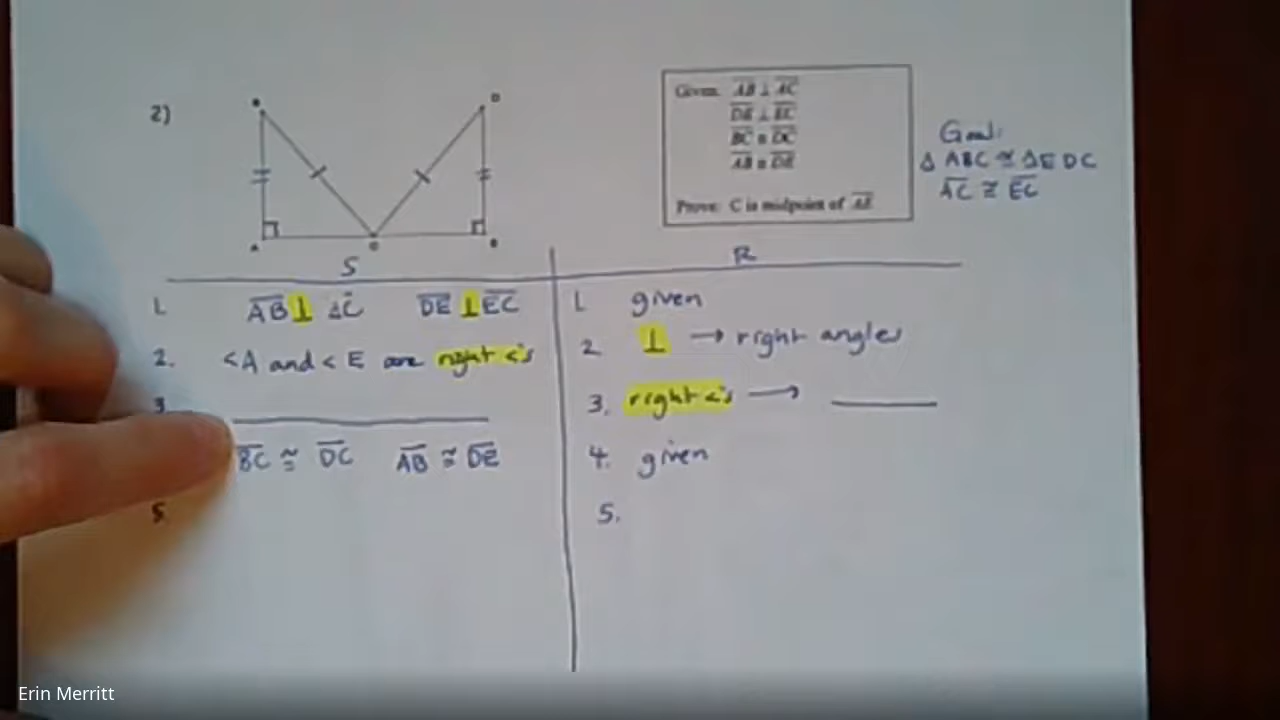 2)
D
C
Given: AB ⊥ AC
DE ⊥ EC
BC ≅ DC
AB ≅ DE
Prove: C is midpoint of AE
Goal:
△ ABC ≅ △EDC
AC ≅ EC
S R
1. AB ⊥ AC DE ⊥ EC 1. given
2. <A and <E are right <'s 2. ⊥ → right angles
3. 3. right <'s →
BC ≅ DC AB ≅ DE 4. given
5. 5.
Erin Merritt